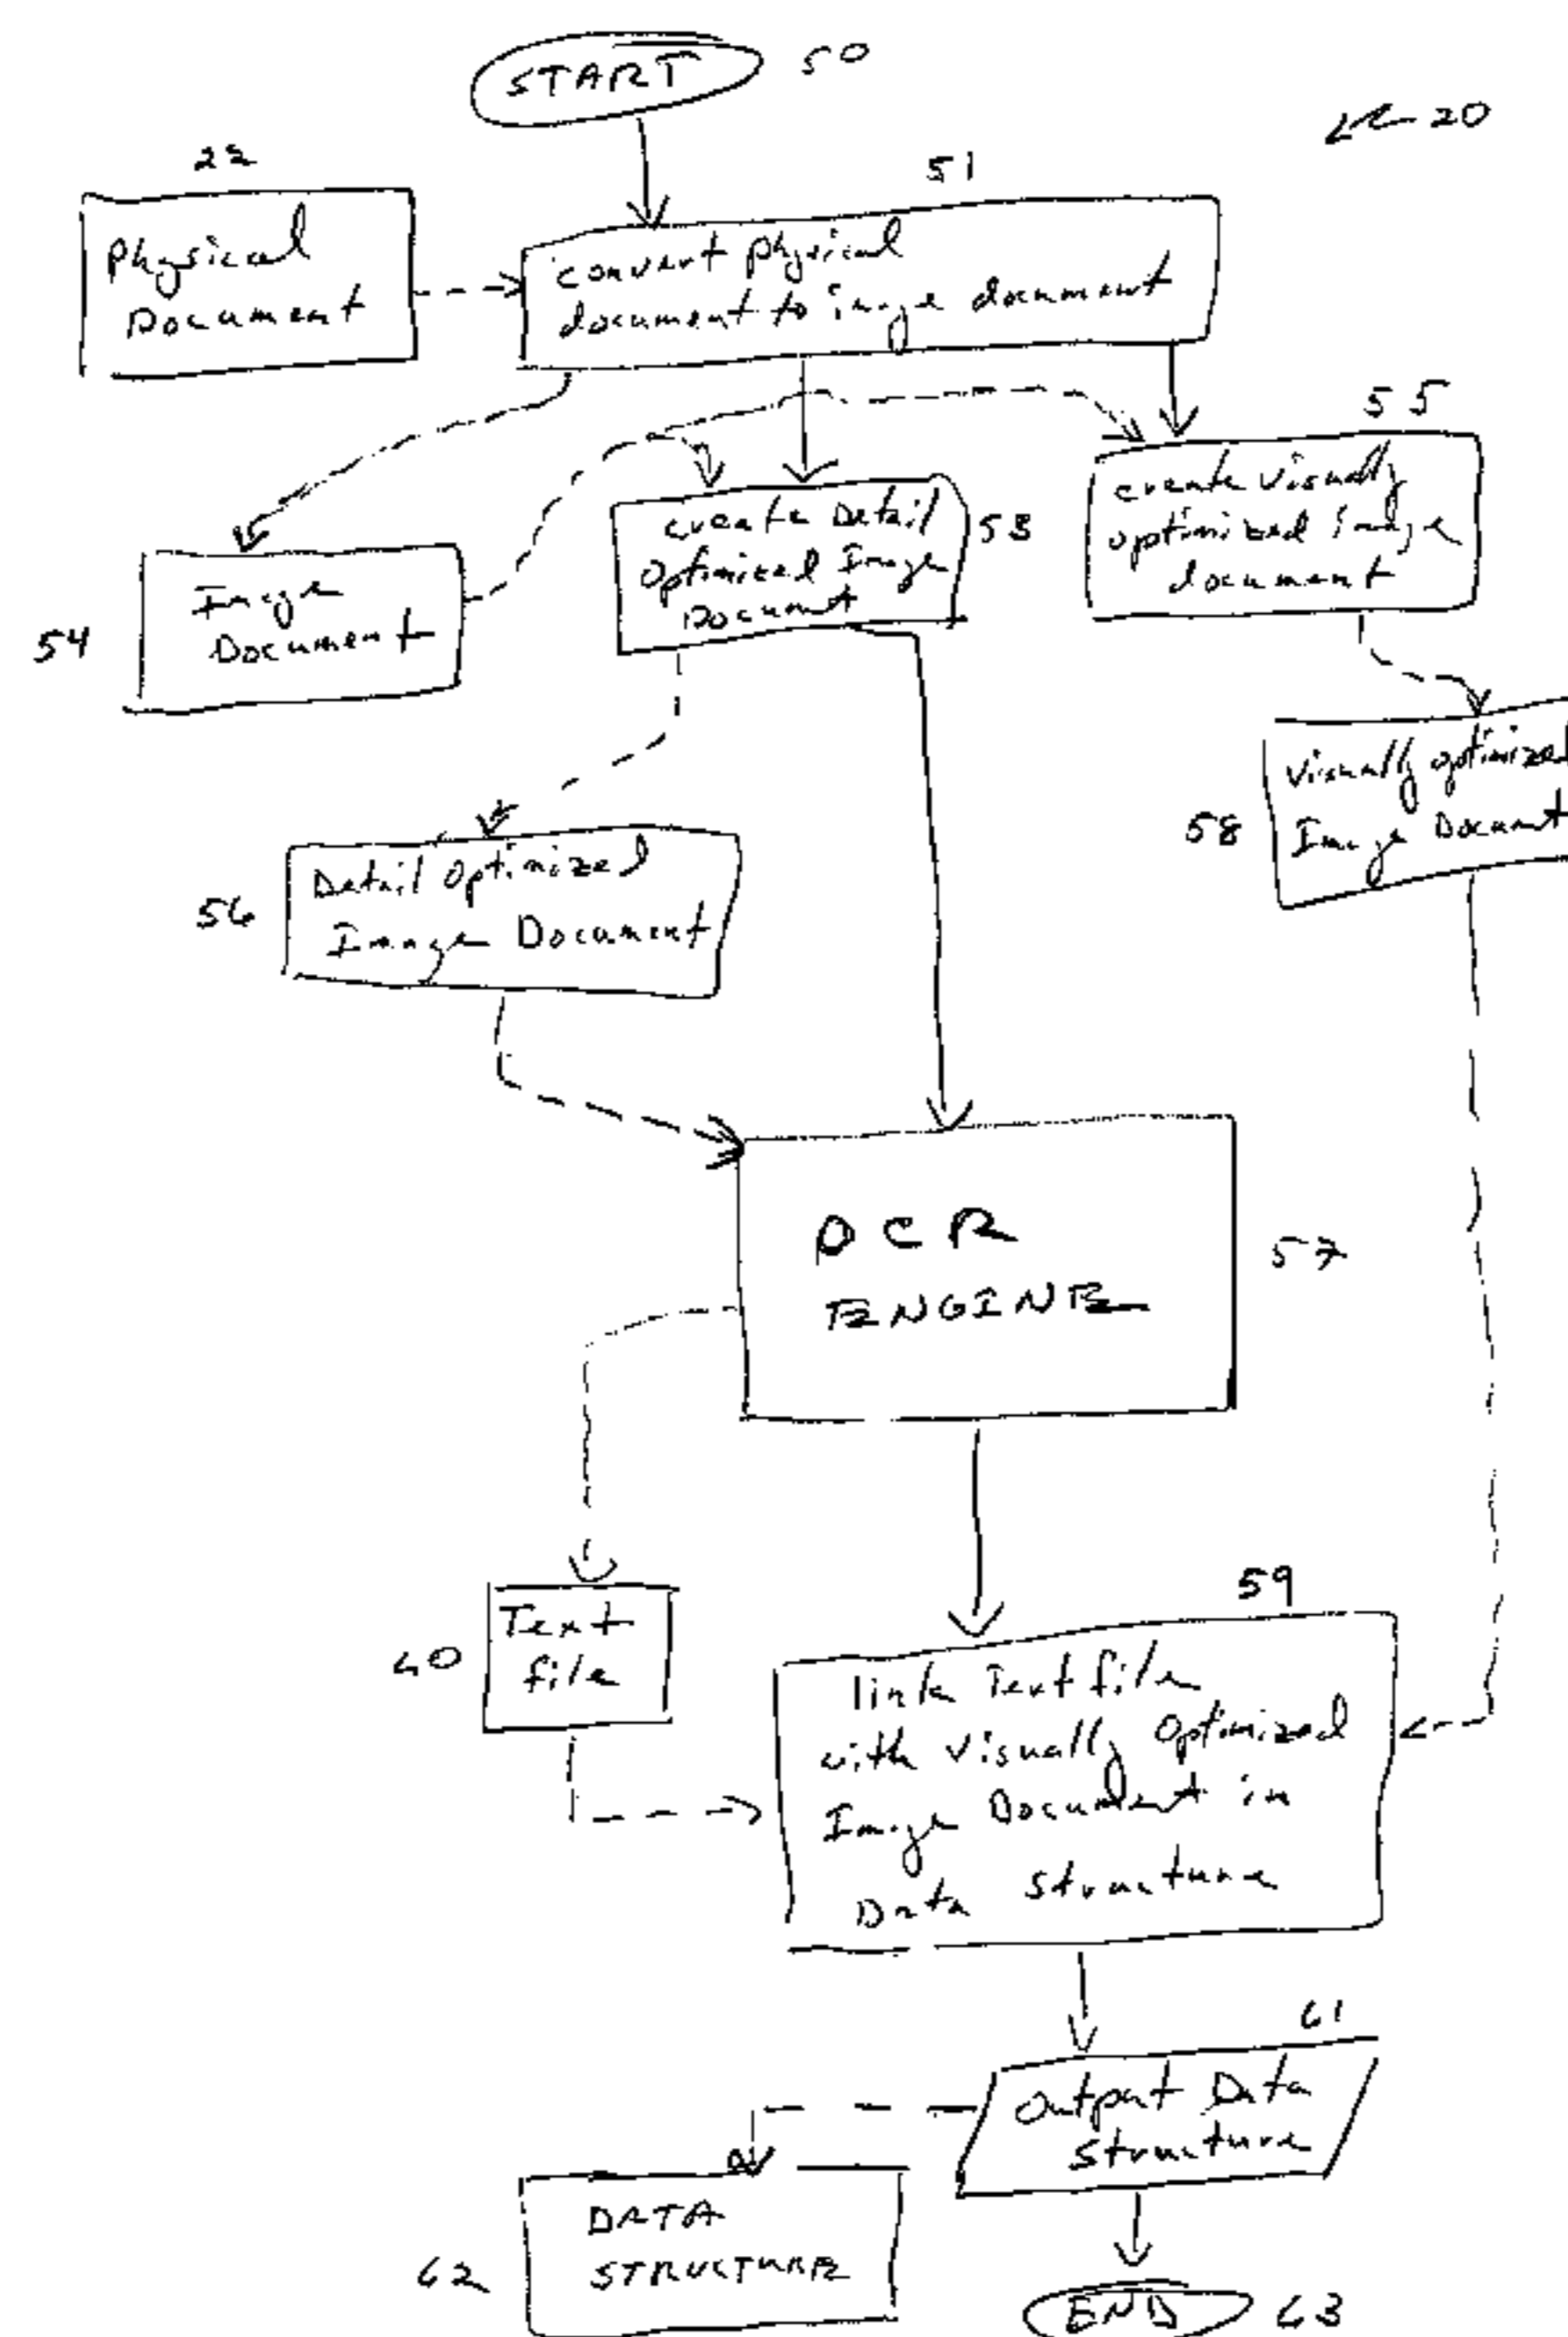 START
50
20
22
51
Physical
Document
convert physical
document to image document
55
create Detail
Optimized Image
Document
53
create visually
optimized image
document
Image
Document
54
Visually optimized
Image Document
58
Detail Optimized
Image Document
56
OCR
ENGINE
57
59
Text
file
60
link Text file
with Visually Optimized
Image Document in
Data structure
61
Output Data
Structure
DATA
STRUCTURE
62
END
63